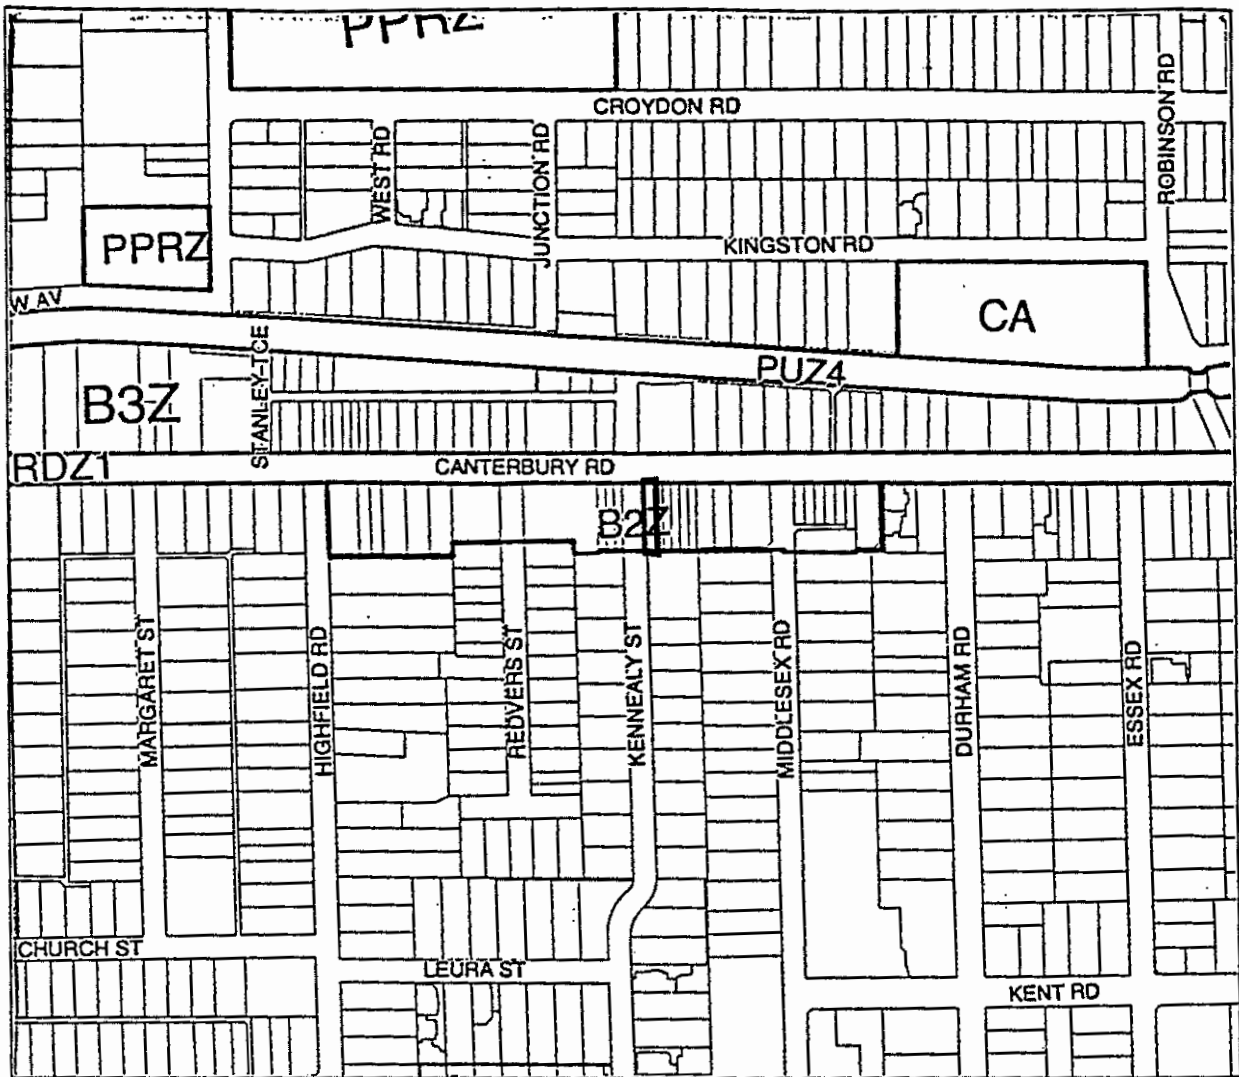 PPRZ
CROYDON RD
ROBINSON RD
WEST RD
JUNCTION RD
KINGSTON RD
PPRZ
W AV
CA
STANLEY TCE
PUZ4
B3Z
RDZ1
CANTERBURY RD
B2Z
MARGARET ST
HIGHFIELD RD
REDVERS ST
KENNEALY ST
MIDDLESEX RD
DURHAM RD
ESSEX RD
CHURCH ST
LEURA ST
KENT RD